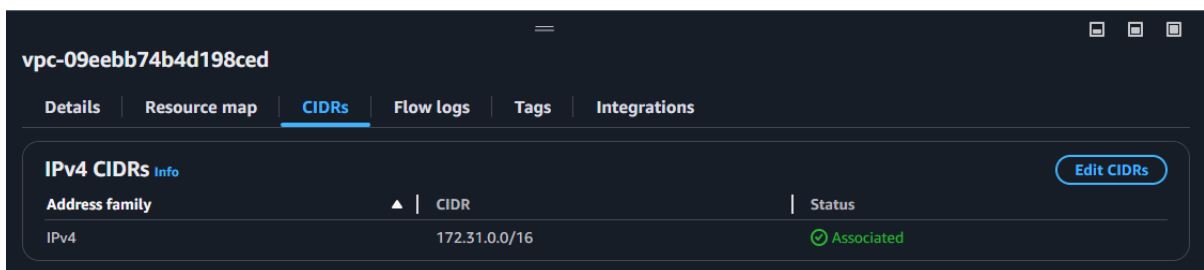 vpc-09eebb74b4d198ced
Details Resource map CIDRs Flow logs Tags Integrations
IPv4 CIDRs Info Edit CIDRs
Address family CIDR Status
IPv4 172.31.0.0/16 Associated